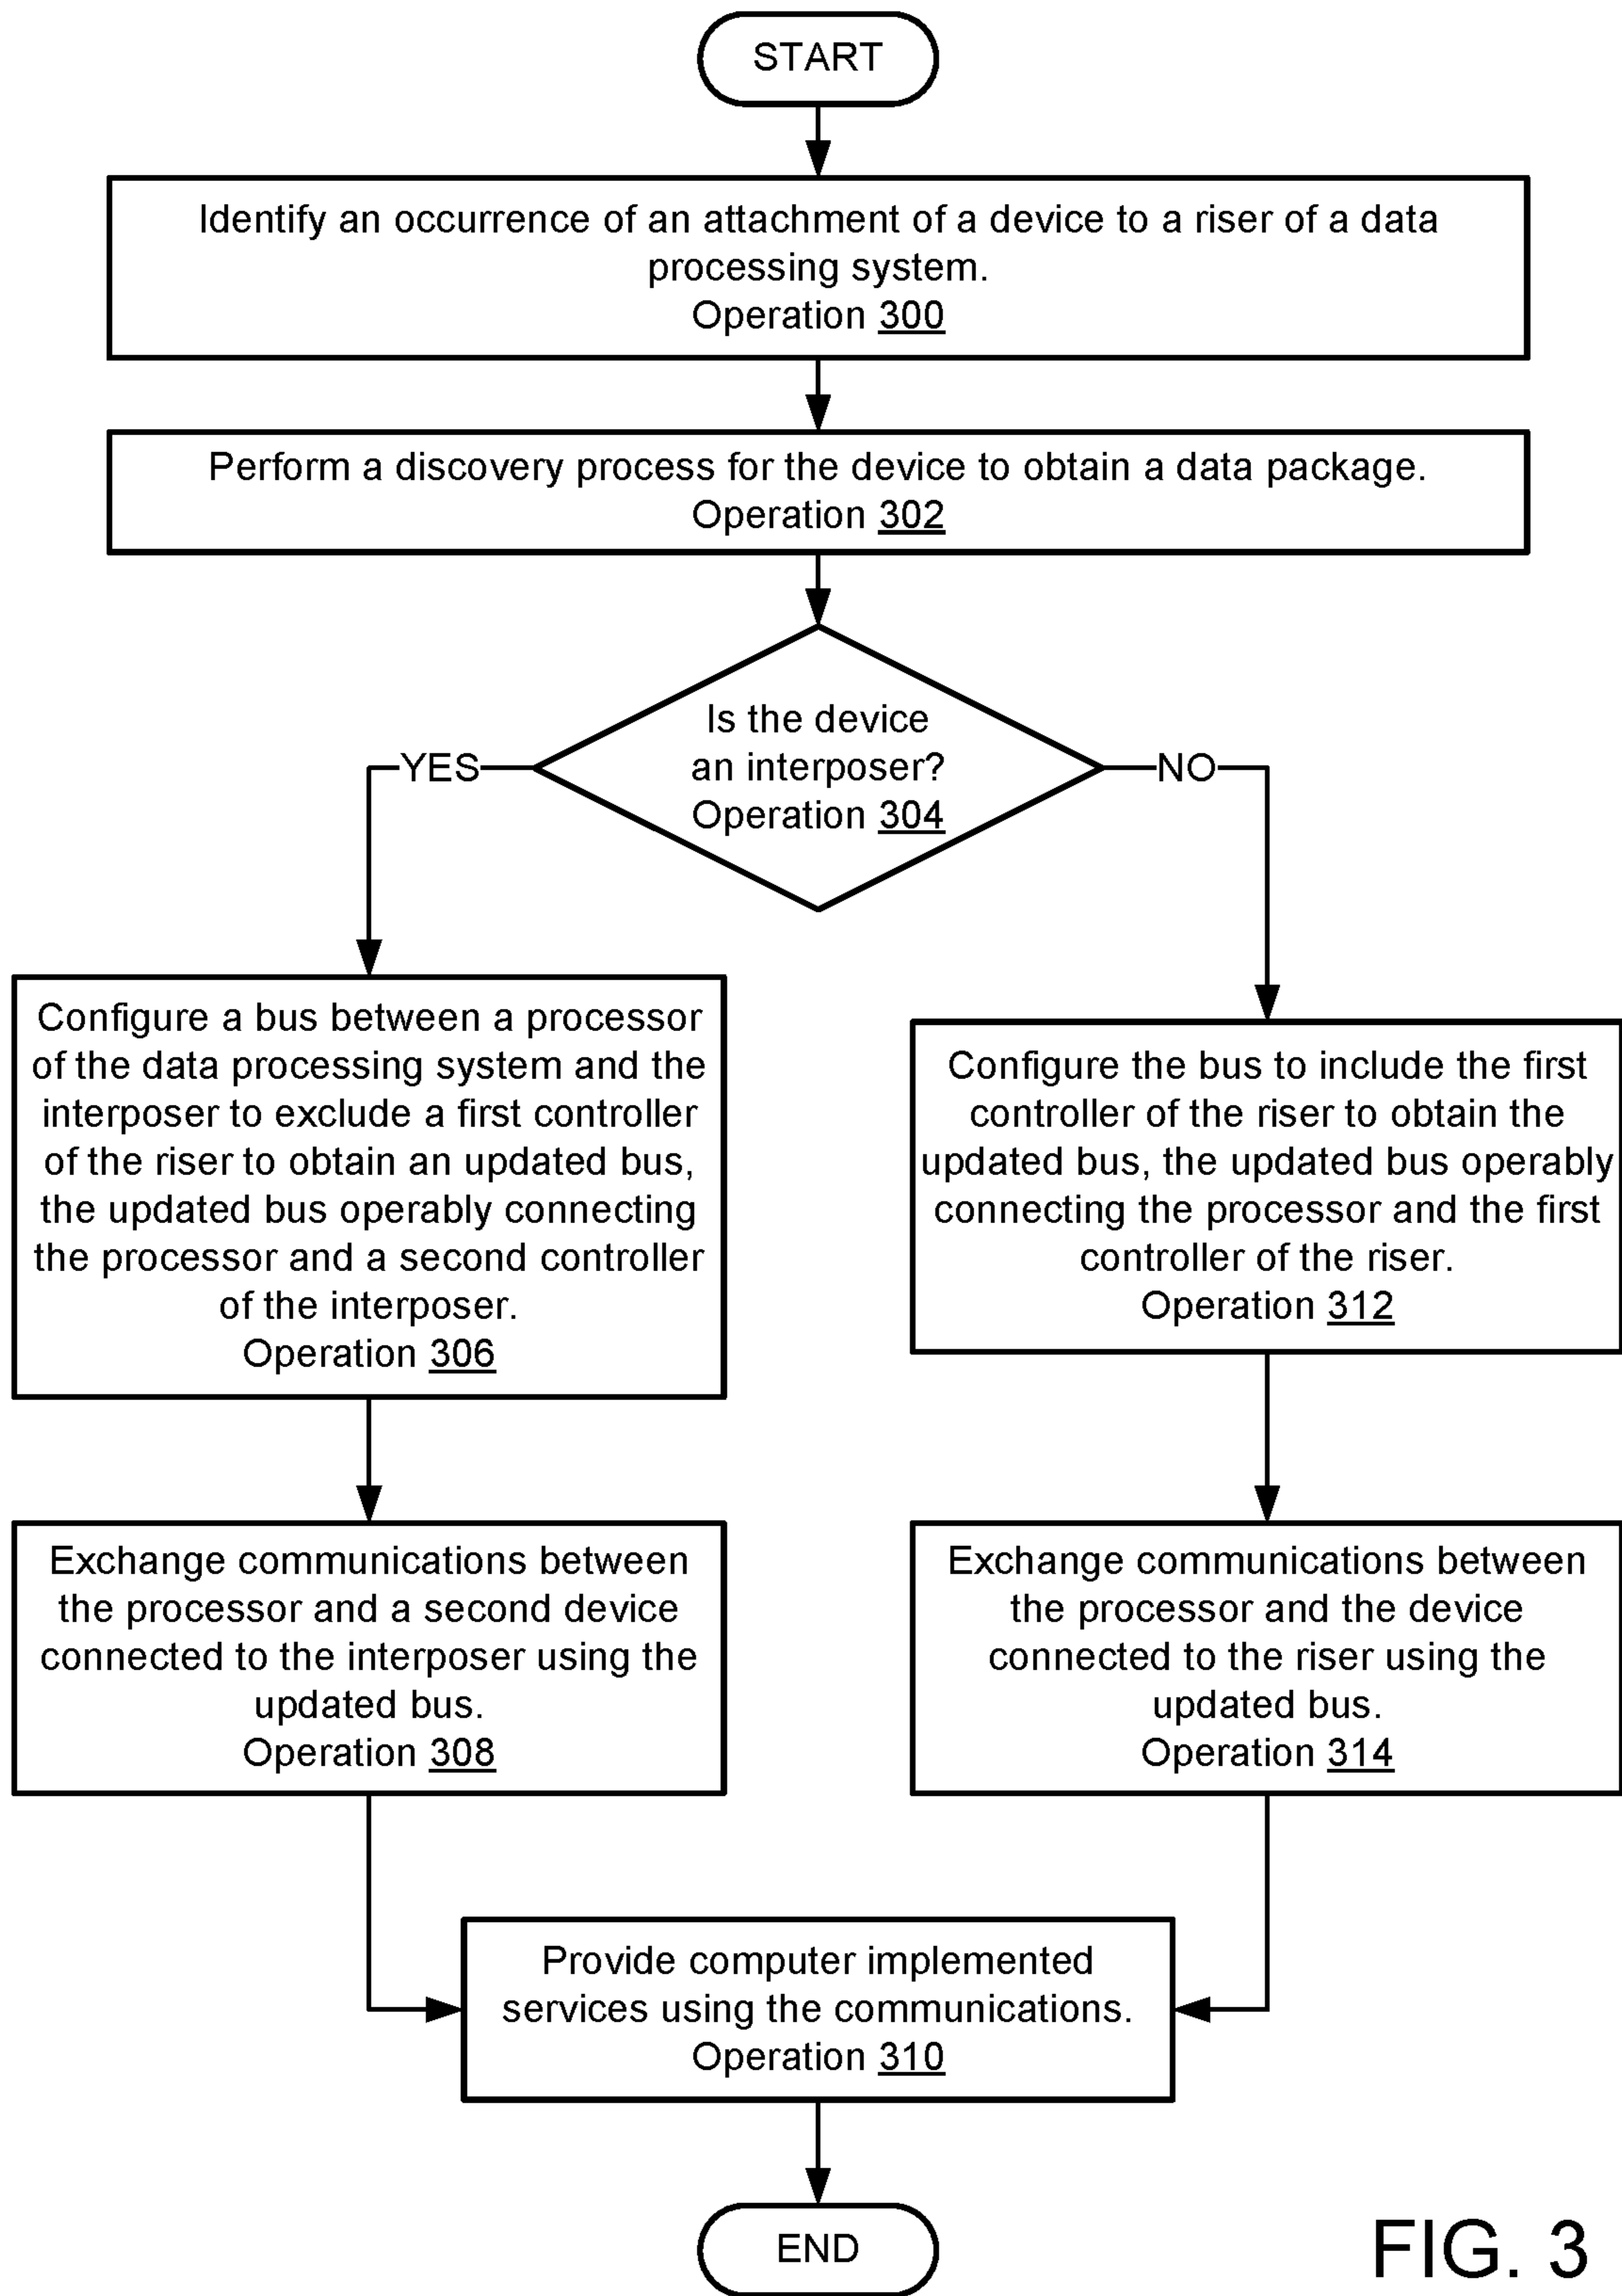 START
Identify an occurrence of an attachment of a device to a riser of a data
processing system.
Operation 300
Perform a discovery process for the device to obtain a data package.
Operation 302
Is the device
an interposer?
Operation 304
YES
NO
Configure a bus between a processor
of the data processing system and the
interposer to exclude a first controller
of the riser to obtain an updated bus,
the updated bus operably connecting
the processor and a second controller
of the interposer.
Operation 306
Configure the bus to include the first
controller of the riser to obtain the
updated bus, the updated bus operably
connecting the processor and the first
controller of the riser.
Operation 312
Exchange communications between
the processor and a second device
connected to the interposer using the
updated bus.
Operation 308
Exchange communications between
the processor and the device
connected to the riser using the
updated bus.
Operation 314
Provide computer implemented
services using the communications.
Operation 310
END
FIG. 3